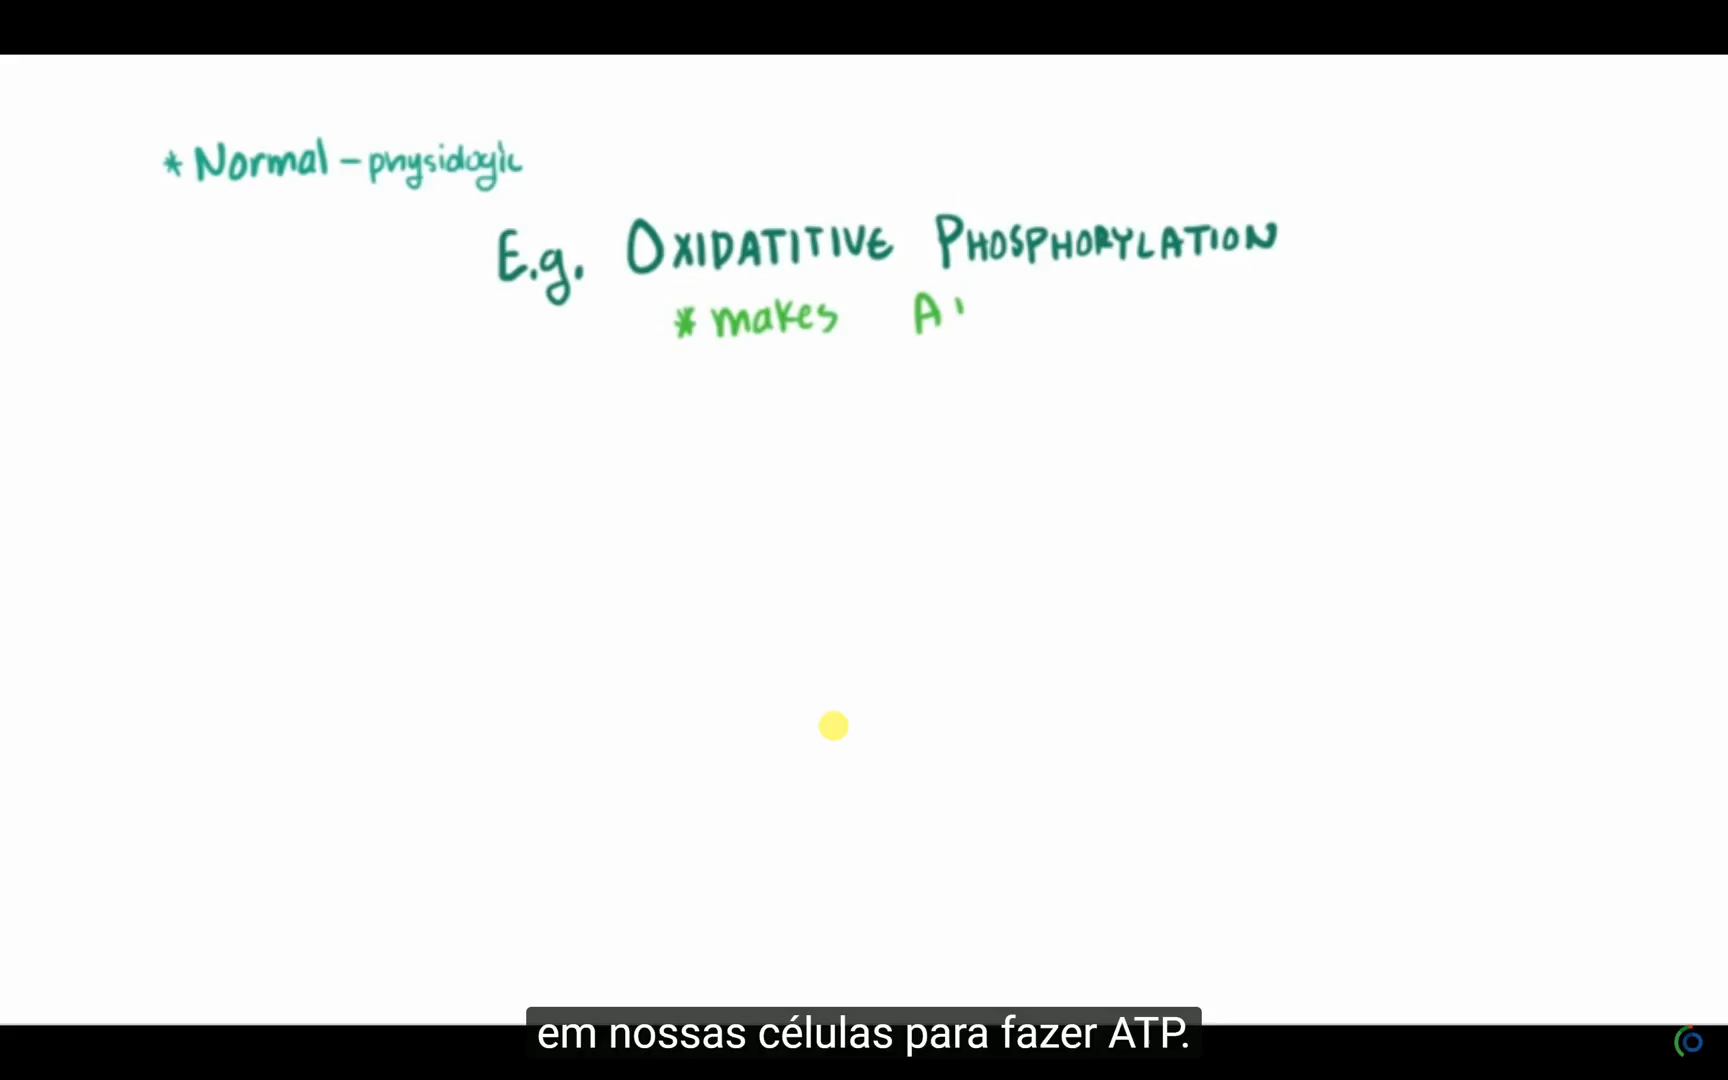 * Normal - physiologic
E.g. OXIDATITIVE PHOSPHORYLATION
* makes A
em nossas células para fazer ATP.